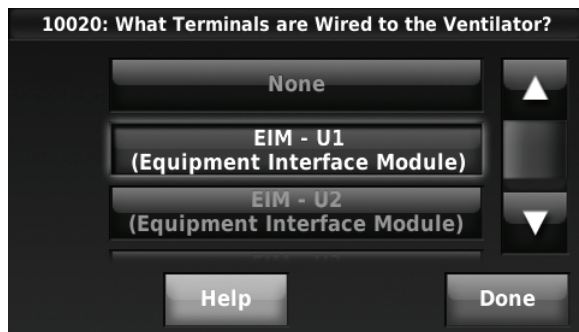 10020: What Terminals are Wired to the Ventilator?
None
EIM - U1
(Equipment Interface Module)
EIM - U2
(Equipment Interface Module)
Help
Done